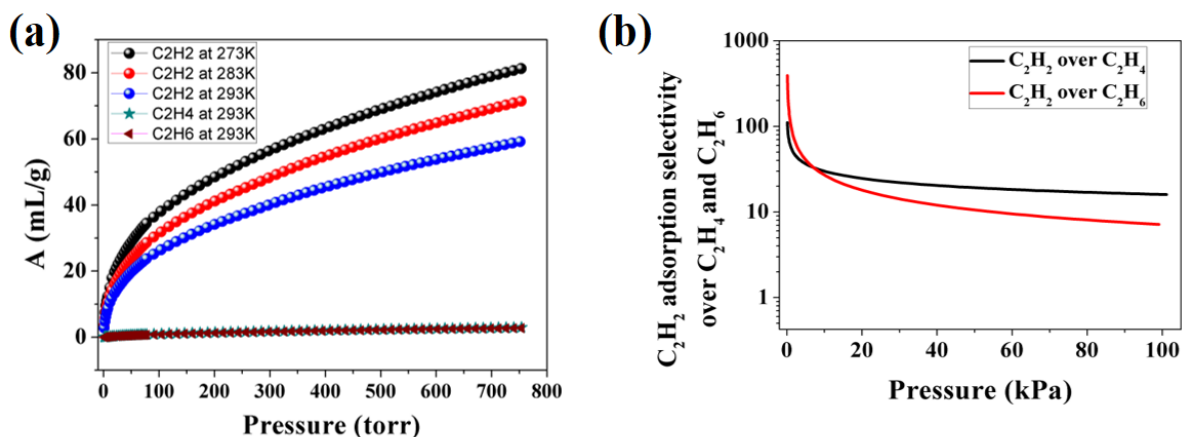 (a)
C2H2 at 273K
C2H2 at 283K
C2H2 at 293K
C2H4 at 293K
C2H6 at 293K
A (mL/g)
80
60
40
20
0
0 100 200 300 400 500 600 700 800
Pressure (torr)
(b)
C₂H₂ over C₂H₄
C₂H₂ over C₂H₆
C₂H₂ adsorption selectivity
over C₂H₄ and C₂H₆
1000
100
10
1
0 20 40 60 80 100
Pressure (kPa)